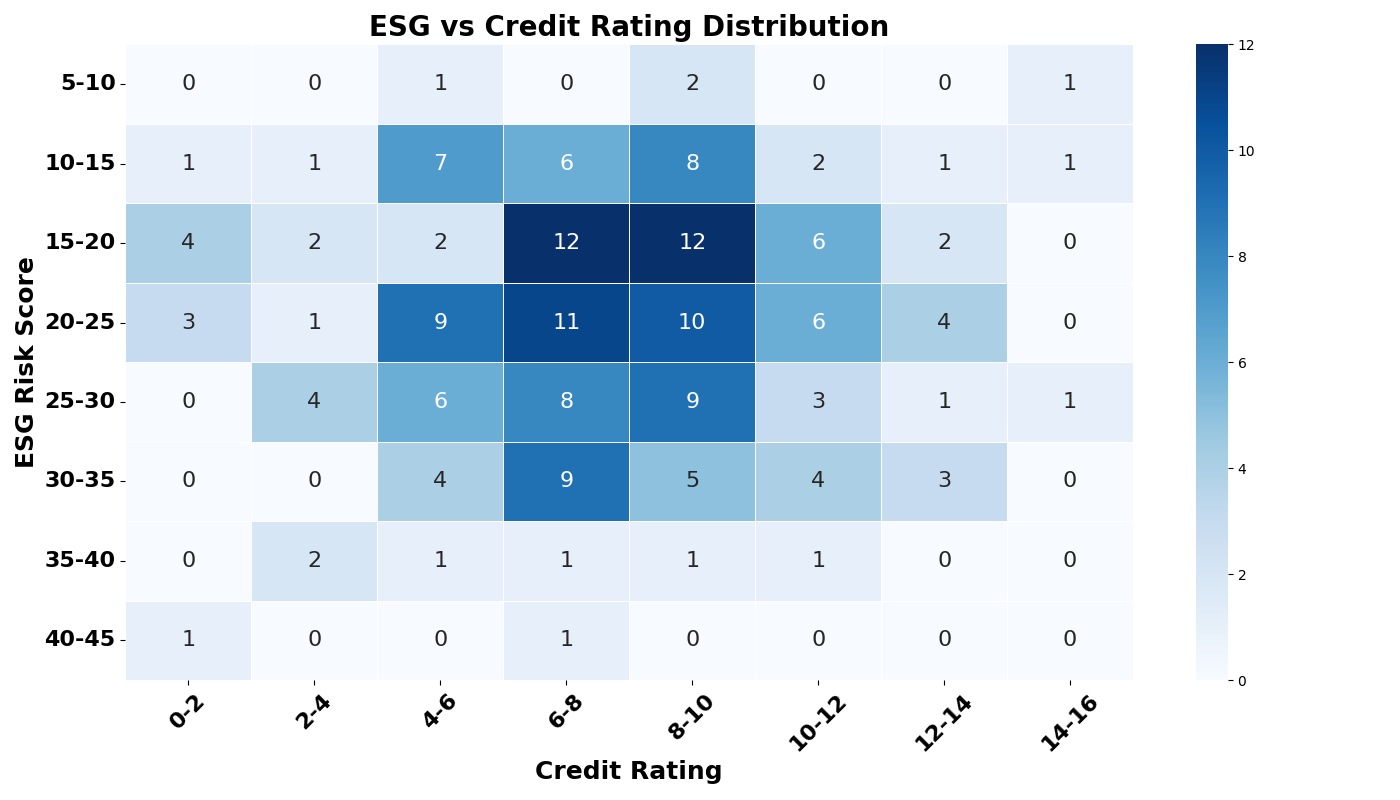 ESG vs Credit Rating Distribution
ESG Risk Score
5-10 0 0 1 0 2 0 0 1
10-15 1 1 7 6 8 2 1 1
15-20 4 2 2 12 12 6 2 0
20-25 3 1 9 11 10 6 4 0
25-30 0 4 6 8 9 3 1 1
30-35 0 0 4 9 5 4 3 0
35-40 0 2 1 1 1 1 0 0
40-45 1 0 0 1 0 0 0 0
0-2 2-4 4-6 6-8 8-10 10-12 12-14 14-16
Credit Rating
12
10
8
6
4
2
0